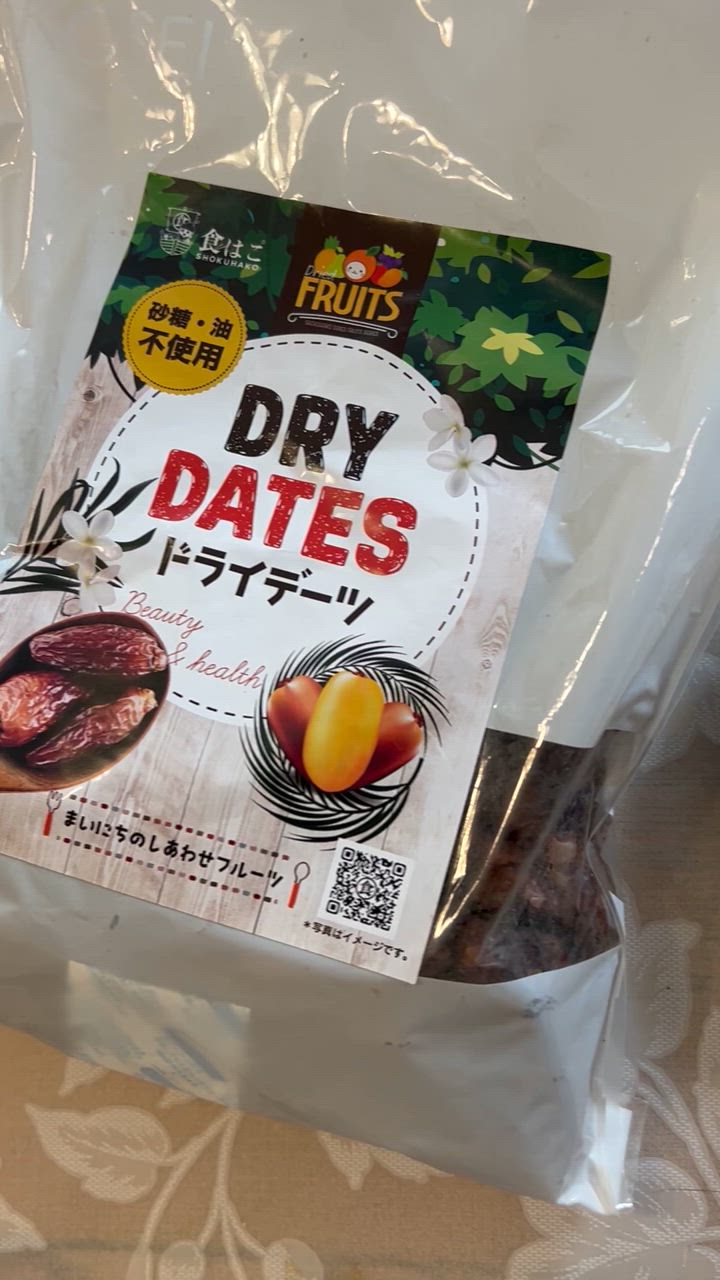 食はこ
SHOKUHAKO
Dried
FRUITS
砂糖・油
不使用
DRY
DATES
ドライデーツ
Beauty
& health
まいにちのしあわせフルーツ
*写真はイメージです。